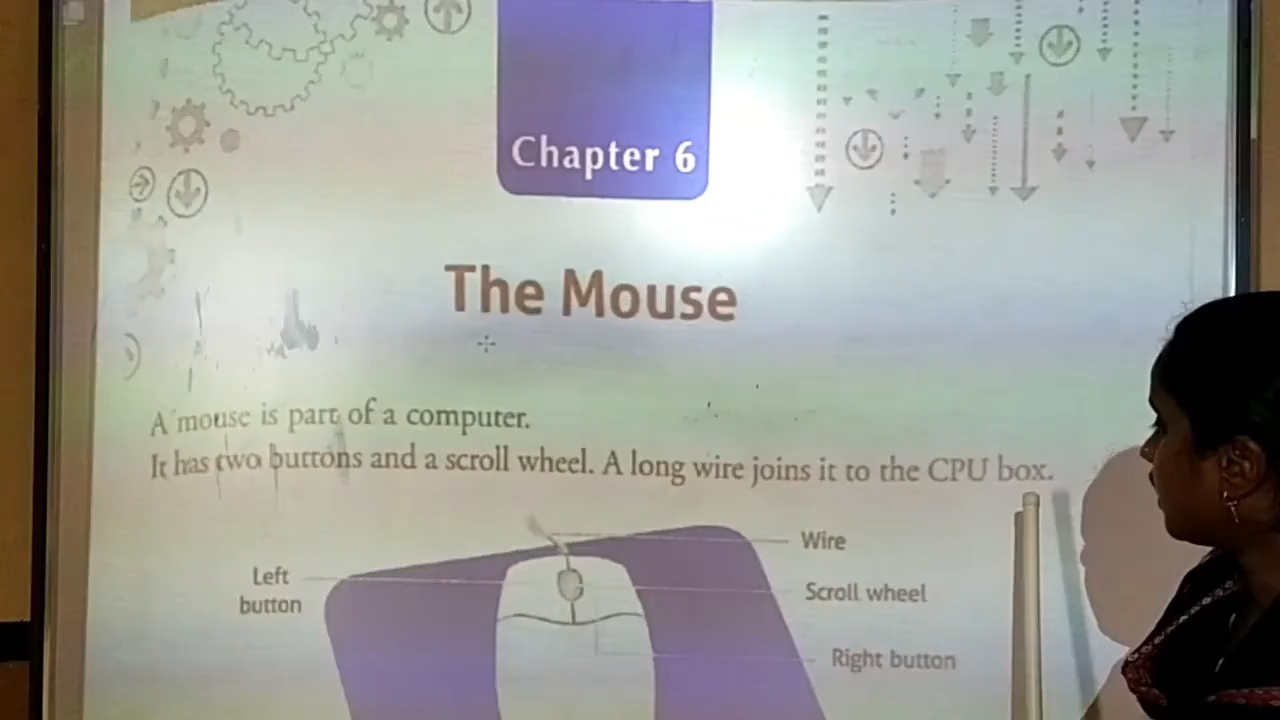 Chapter 6
The Mouse
A mouse is part of a computer.
It has two buttons and a scroll wheel. A long wire joins it to the CPU box.
Wire
Left
button
Scroll wheel
Right button